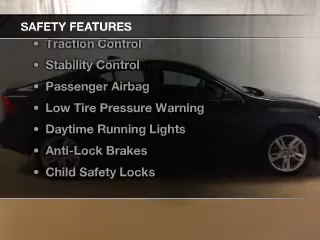 SAFETY FEATURES
• Traction Control
• Stability Control
• Passenger Airbag
• Low Tire Pressure Warning
• Daytime Running Lights
• Anti-Lock Brakes
• Child Safety Locks